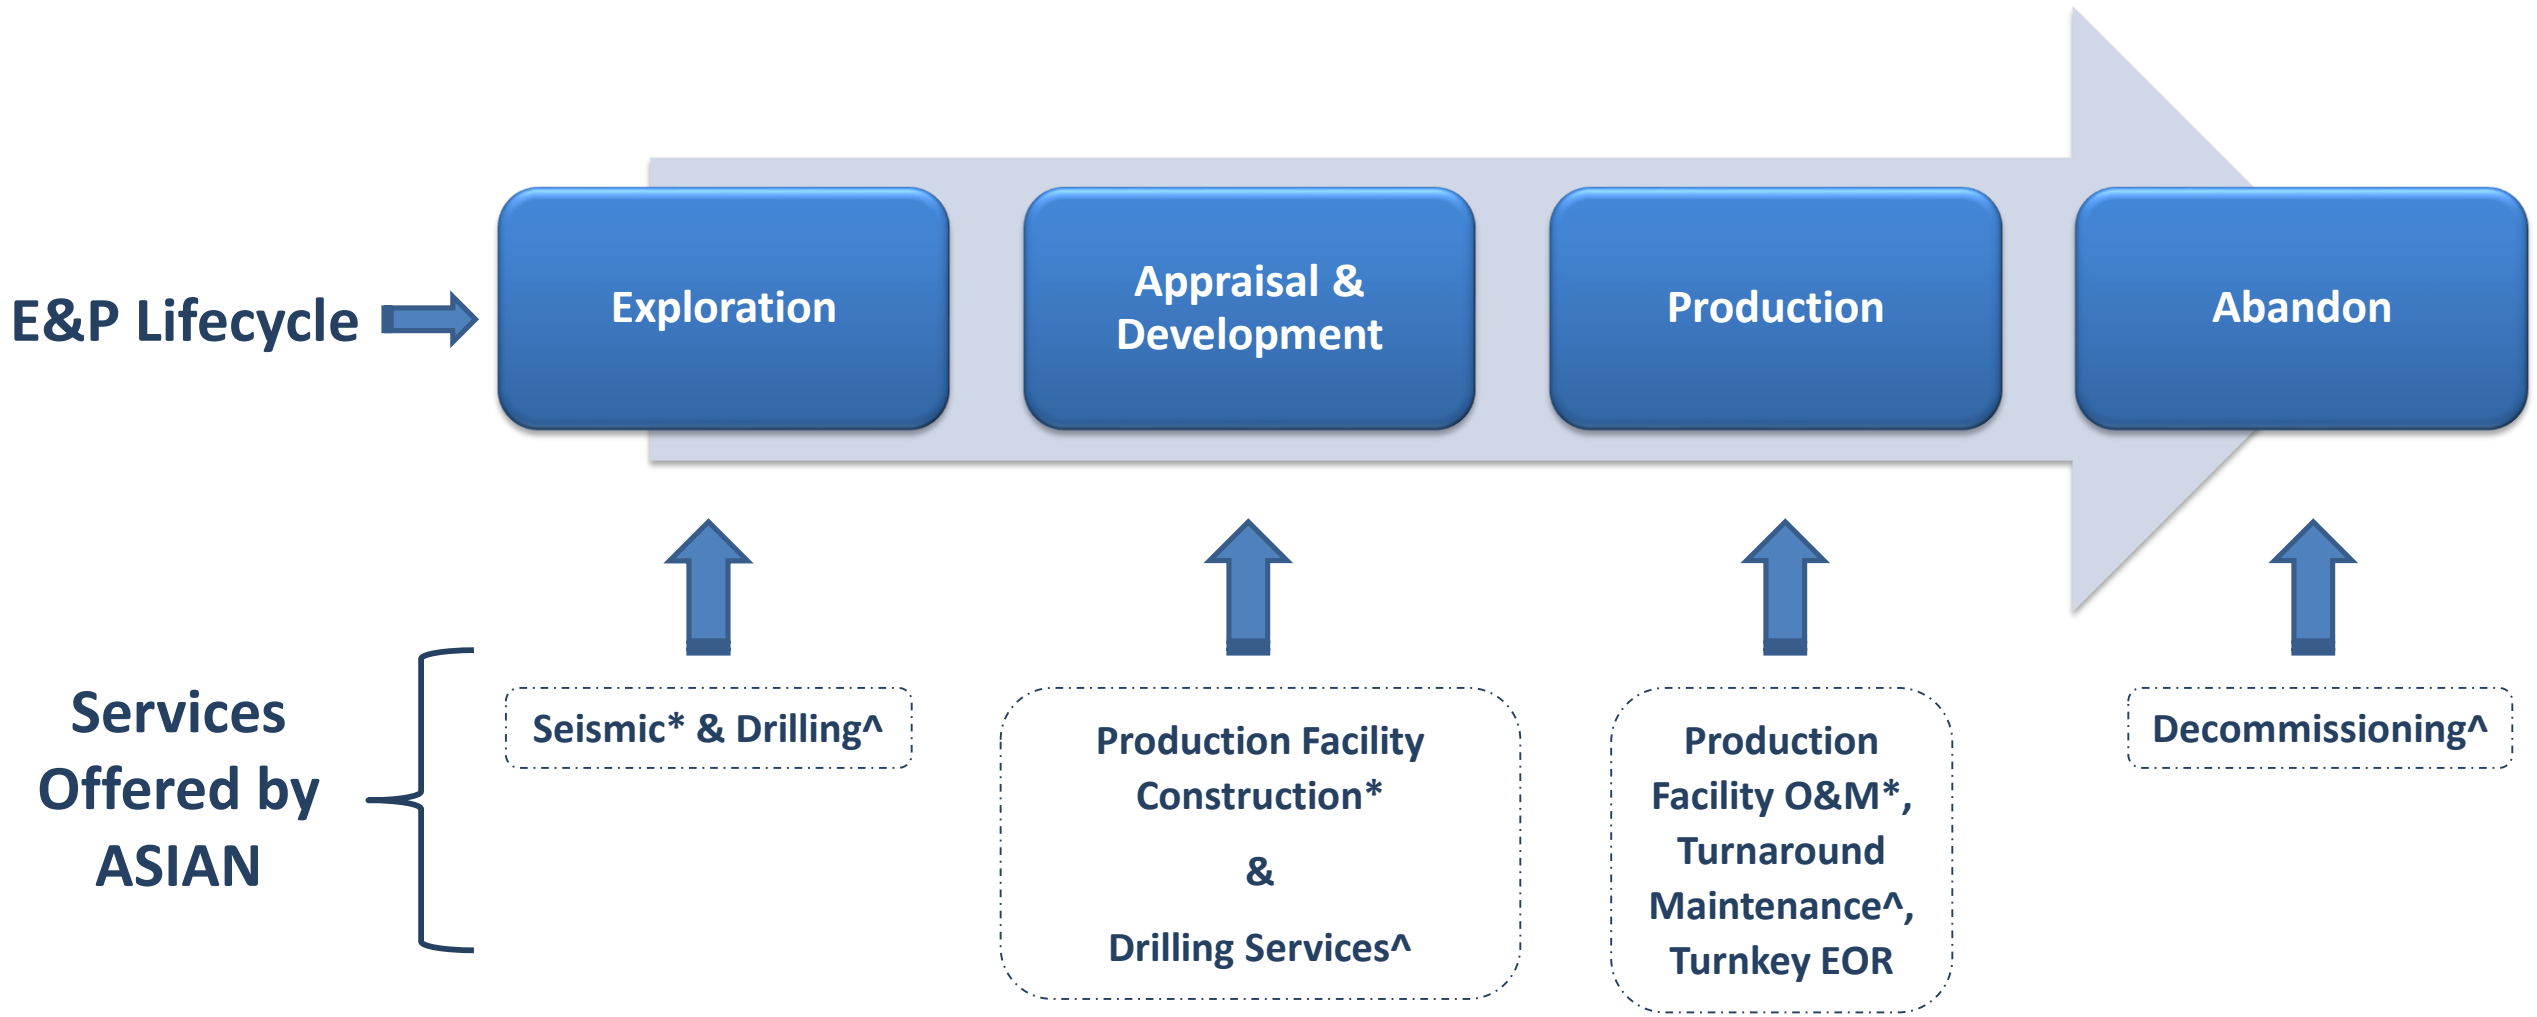 E&P Lifecycle
Exploration
Appraisal &
Development
Production
Abandon
Services
Offered by
ASIAN
Seismic* & Drilling^
Production Facility
Construction*
&
Drilling Services^
Production
Facility O&M*,
Turnaround
Maintenance^,
Turnkey EOR
Decommissioning^